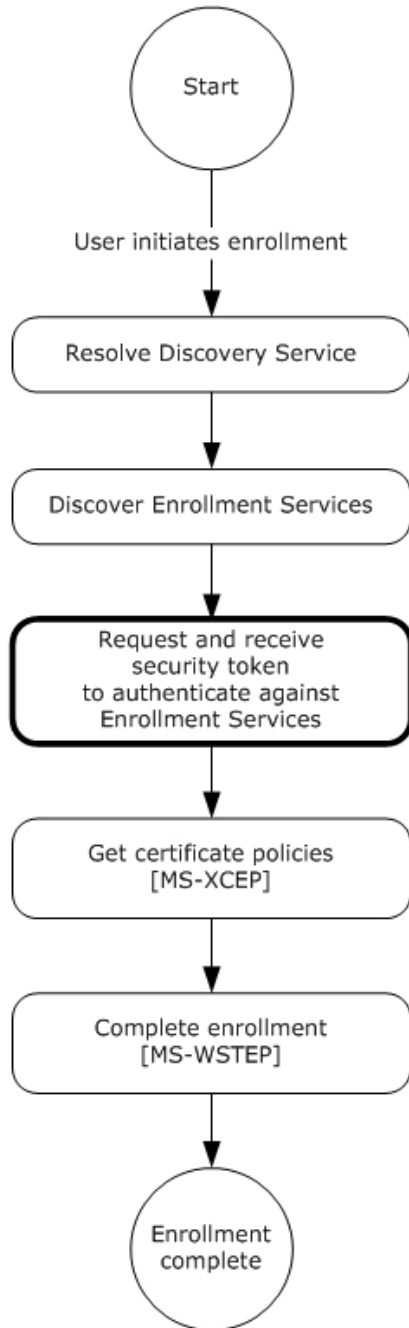 Start
User initiates enrollment
Resolve Discovery Service
Discover Enrollment Services
Request and receive
security token
to authenticate against
Enrollment Services
Get certificate policies
[MS-XCEP]
Complete enrollment
[MS-WSTEP]
Enrollment
complete